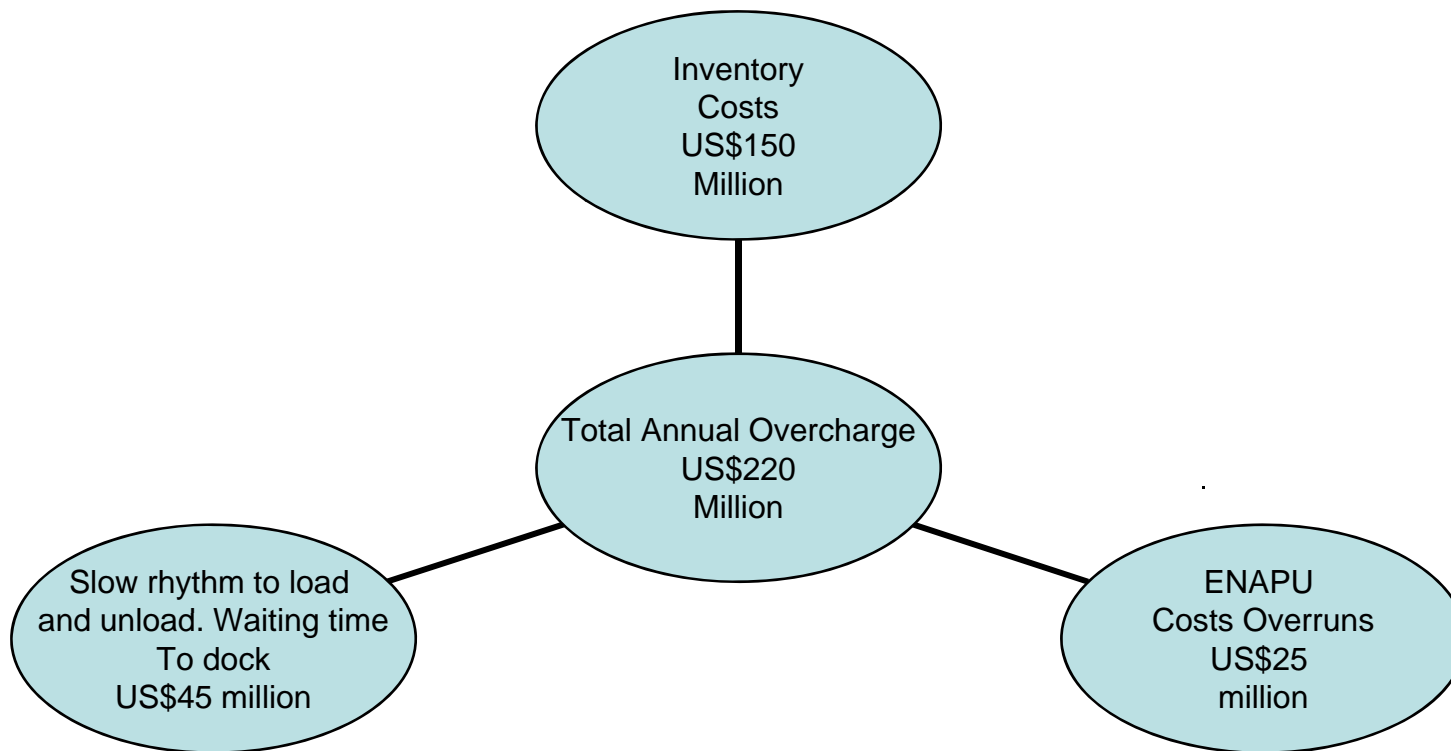 Inventory
Costs
US$150
Million
Total Annual Overcharge
US$220
Million
Slow rhythm to load
and unload. Waiting time
To dock
US$45 million
ENAPU
Costs Overruns
US$25
million